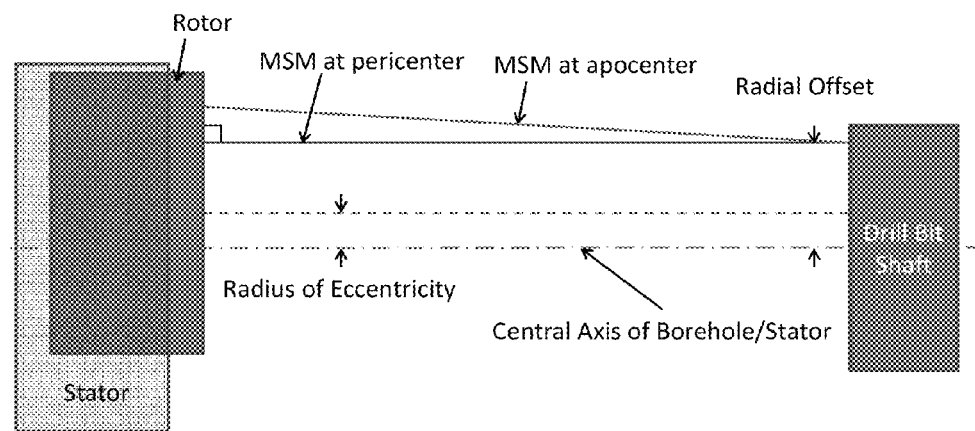 Rotor
MSM at pericenter
MSM at apocenter
Radial Offset
Drill Bit
Shaft
Radius of Eccentricity
Central Axis of Borehole/Stator
Stator